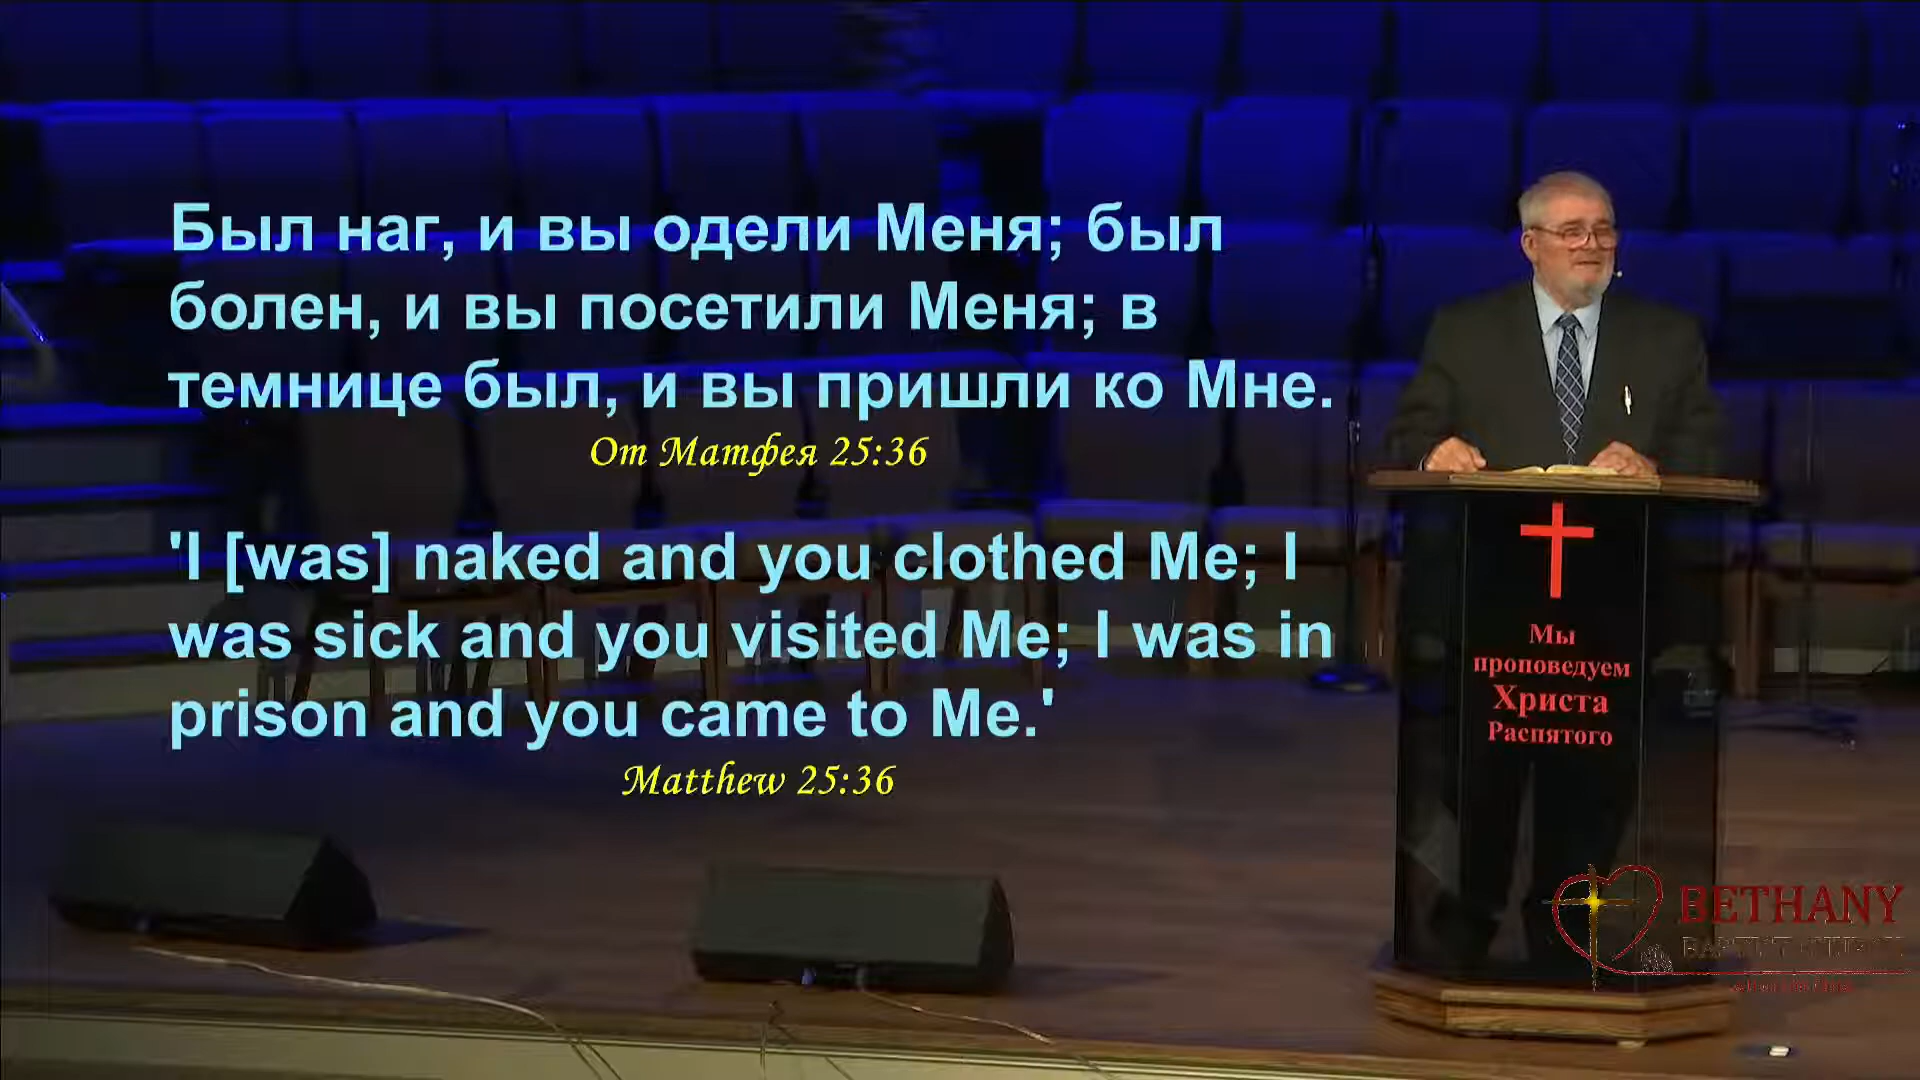 Был наг, и вы одели Меня; был
болен, и вы посетили Меня; в
темнице был, и вы пришли ко Мне.
От Матфея 25:36
'I [was] naked and you clothed Me; I
was sick and you visited Me; I was in
prison and you came to Me.'
Matthew 25:36
Мы
проповедуем
Христа
Распятого
BETHANY
BAPTIST CHURCH